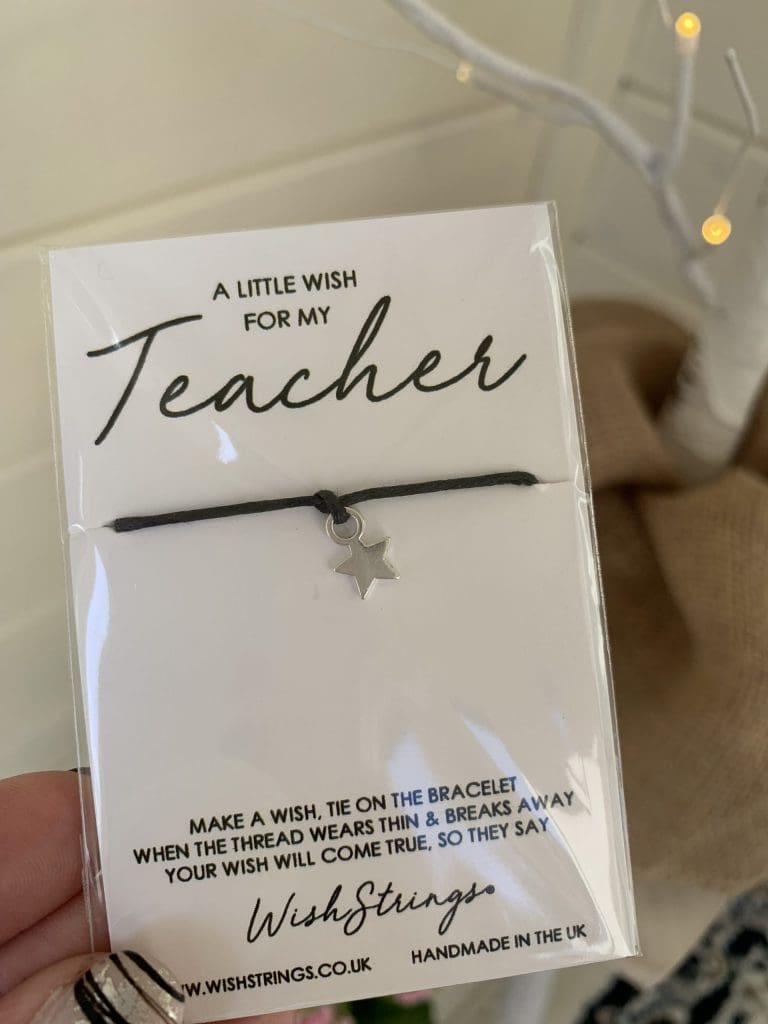 A LITTLE WISH
FOR MY
Teacher
MAKE A WISH, TIE ON THE BRACELET
WHEN THE THREAD WEARS THIN & BREAKS AWAY
YOUR WISH WILL COME TRUE, SO THEY SAY
WishStrings
W.WISHSTRINGS.CO.UK
HANDMADE IN THE UK